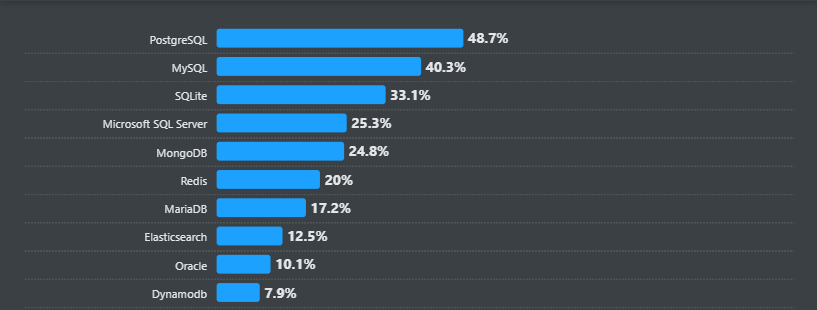 PostgreSQL 48.7%
MySQL 40.3%
SQLite 33.1%
Microsoft SQL Server 25.3%
MongoDB 24.8%
Redis 20%
MariaDB 17.2%
Elasticsearch 12.5%
Oracle 10.1%
Dynamodb 7.9%